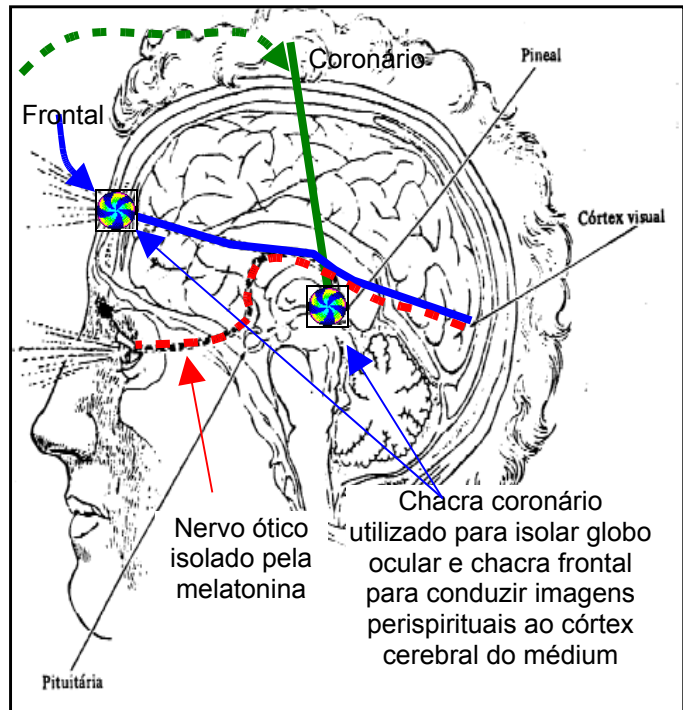 Coronário
Pineal
Frontal
Córtex visual
Nervo ótico
isolado pela
melatonina
Chacra coronário
utilizado para isolar globo
ocular e chacra frontal
para conduzir imagens
perispirituais ao córtex
cerebral do médium
Pituitária